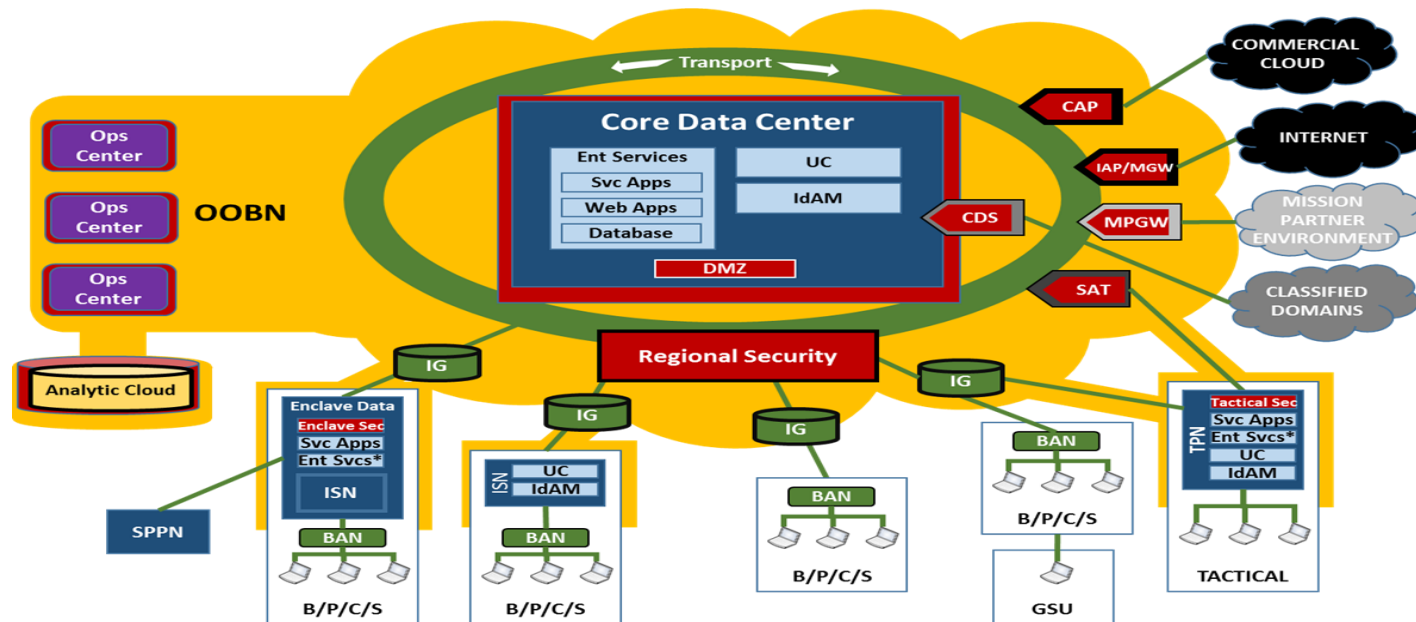 Transport
COMMERCIAL
CLOUD
CAP
Core Data Center
Ops
Center
Ent Services
Svc Apps
Web Apps
Database
UC
IdAM
INTERNET
IAP/MGW
Ops
Center
OOBN
CDS
MPGW
MISSION
PARTNER
ENVIRONMENT
DMZ
Ops
Center
SAT
CLASSIFIED
DOMAINS
Regional Security
IG
IG
IG
IG
Analytic Cloud
Enclave Data
Enclave Sec
Svc Apps
Ent Svcs*
ISN
BAN
B/P/C/S
SPPN
ISN
UC
IdAM
BAN
B/P/C/S
BAN
B/P/C/S
BAN
B/P/C/S
GSU
TPN
Tactical Sec
Svc Apps
Ent Svcs*
UC
IdAM
TACTICAL